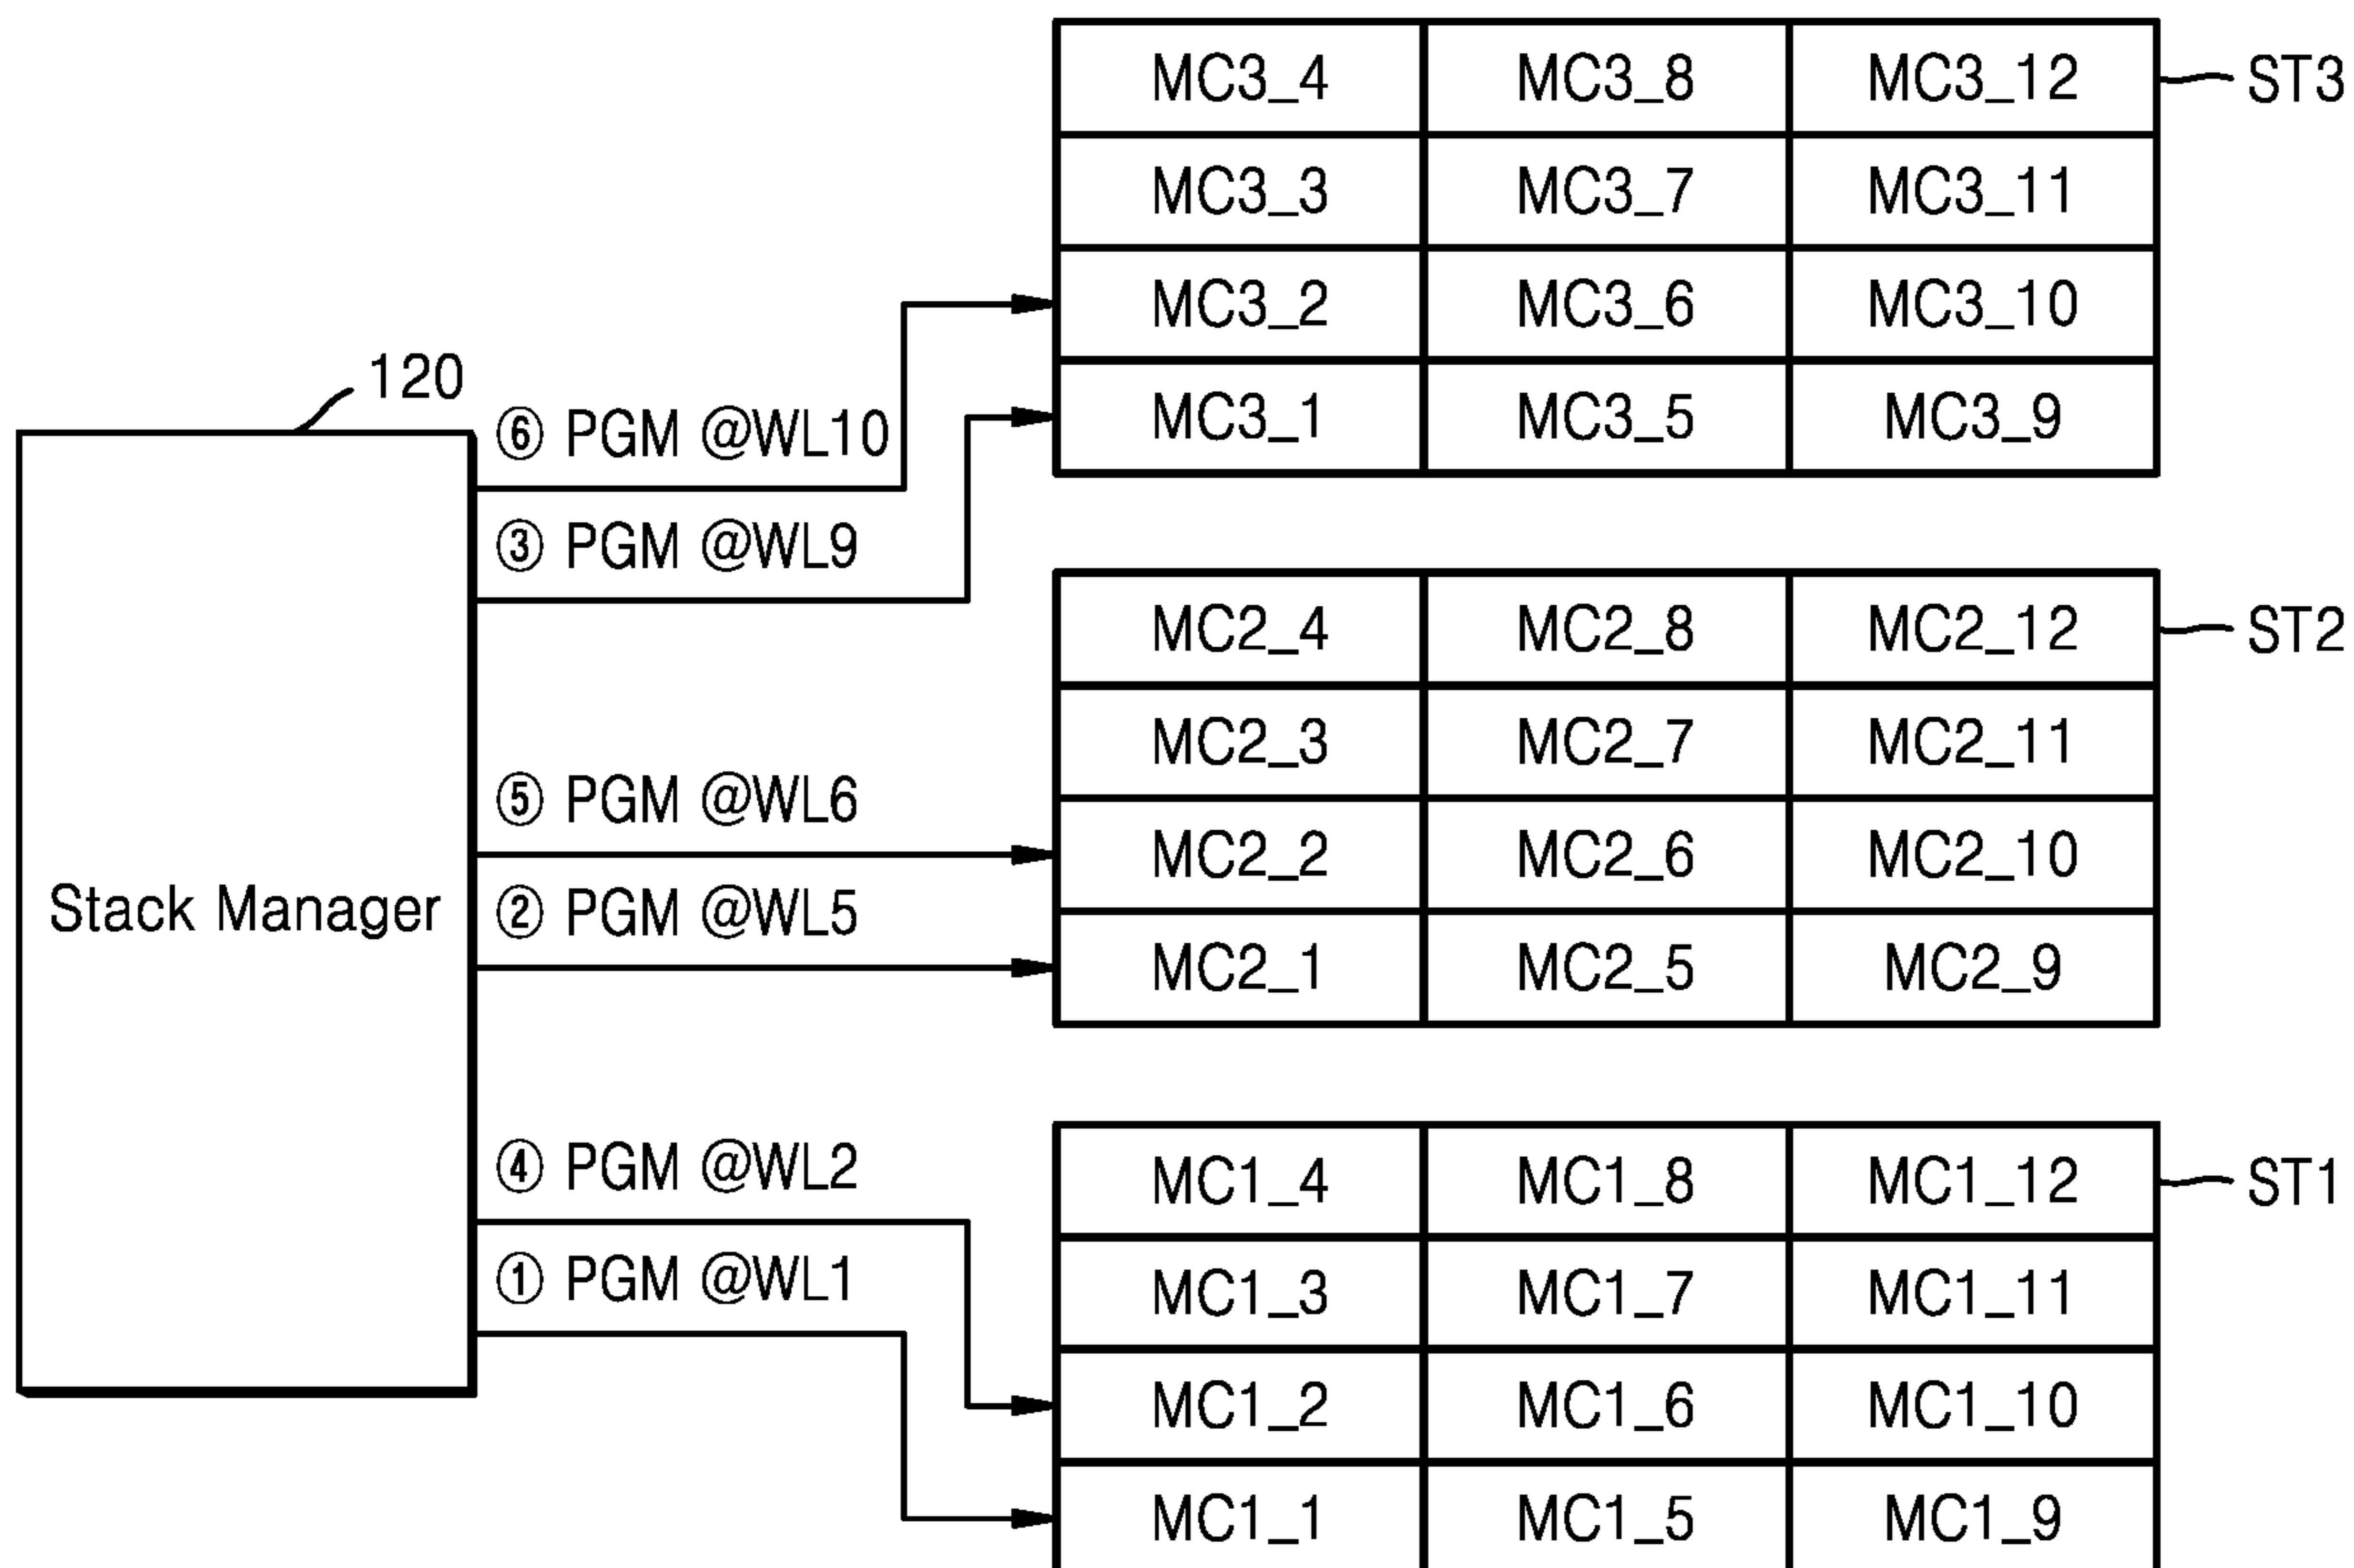 MC3_4 MC3_8 MC3_12 ST3
MC3_3 MC3_7 MC3_11
MC3_2 MC3_6 MC3_10
120
⑥ PGM @WL10
MC3_1 MC3_5 MC3_9
③ PGM @WL9
MC2_4 MC2_8 MC2_12 ST2
MC2_3 MC2_7 MC2_11
⑤ PGM @WL6
MC2_2 MC2_6 MC2_10
Stack Manager
② PGM @WL5
MC2_1 MC2_5 MC2_9
④ PGM @WL2
MC1_4 MC1_8 MC1_12 ST1
① PGM @WL1
MC1_3 MC1_7 MC1_11
MC1_2 MC1_6 MC1_10
MC1_1 MC1_5 MC1_9